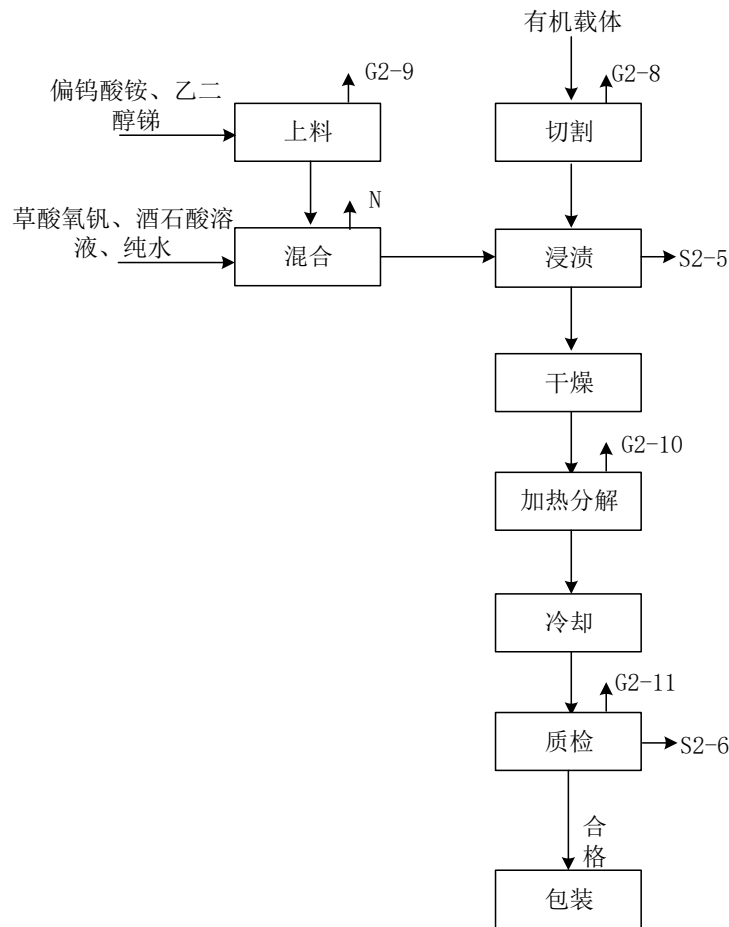 有机载体
G2-9
G2-8
偏钨酸铵、乙二
醇锑
上料
切割
草酸氧钒、酒石酸溶
液、纯水
N
混合
浸渍
S2-5
干燥
G2-10
加热分解
冷却
G2-11
质检
S2-6
合
格
包装